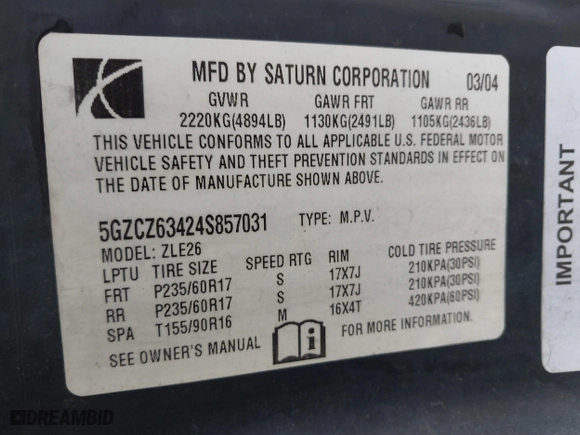 MFD BY SATURN CORPORATION 03/04
GVWR GAWR FRT GAWR RR
2220KG(4894LB) 1130KG(2491LB) 1105KG(2436LB)
THIS VEHICLE CONFORMS TO ALL APPLICABLE U.S. FEDERAL MOTOR
VEHICLE SAFETY AND THEFT PREVENTION STANDARDS IN EFFECT ON
THE DATE OF MANUFACTURE SHOWN ABOVE.
5GZCZ63424S857031 TYPE: M.P.V.
MODEL: ZLE26
LPTU TIRE SIZE SPEED RTG RIM COLD TIRE PRESSURE
FRT P235/60R17 S 17X7J 210KPA(30PSI)
RR P235/60R17 S 17X7J 210KPA(30PSI)
SPA T155/90R16 M 16X4T 420KPA(60PSI)
SEE OWNER'S MANUAL i FOR MORE INFORMATION.
IMPORTANT
DREAMBID